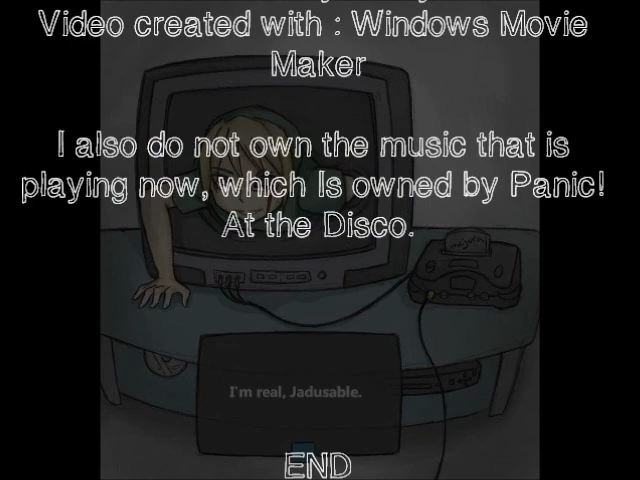 Video created with : Windows Movie
Maker
I also do not own the music that is
playing now, which Is owned by Panic!
At the Disco.
I'm real, Jadusable.
END